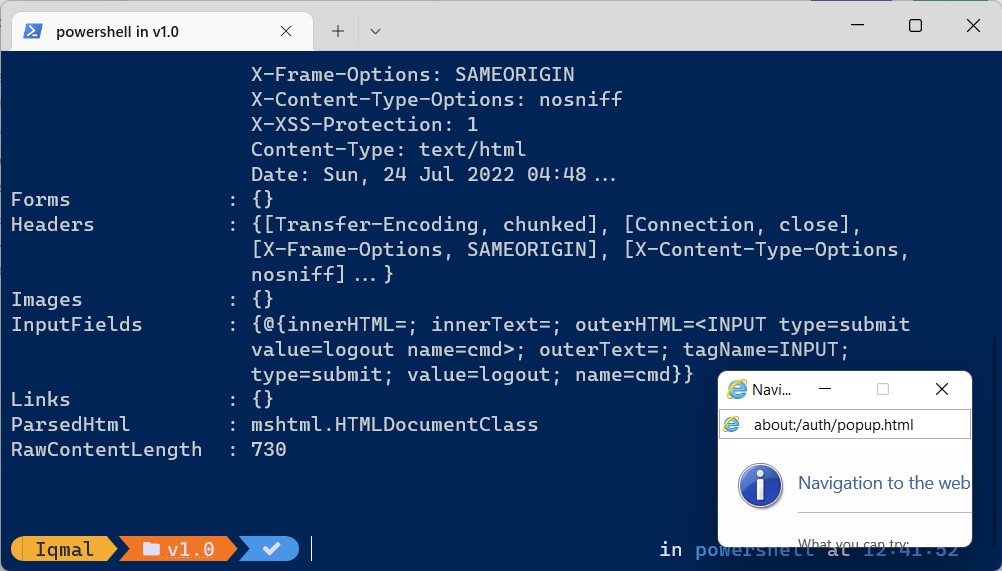 powershell in v1.0
X-Frame-Options: SAMEORIGIN
X-Content-Type-Options: nosniff
X-XSS-Protection: 1
Content-Type: text/html
Date: Sun, 24 Jul 2022 04:48...
Forms : {}
Headers : {[Transfer-Encoding, chunked], [Connection, close],
[X-Frame-Options, SAMEORIGIN], [X-Content-Type-Options,
nosniff]...}
Images : {}
InputFields : {@{innerHTML=; innerText=; outerHTML=<INPUT type=submit
value=logout name=cmd>; outerText=; tagName=INPUT;
type=submit; value=logout; name=cmd}}
Links : {}
ParsedHtml : mshtml.HTMLDocumentClass
RawContentLength : 730
Navi...
about:/auth/popup.html
Navigation to the web
What you can try:
Iqmal v1.0 in powershell at 12:41:52